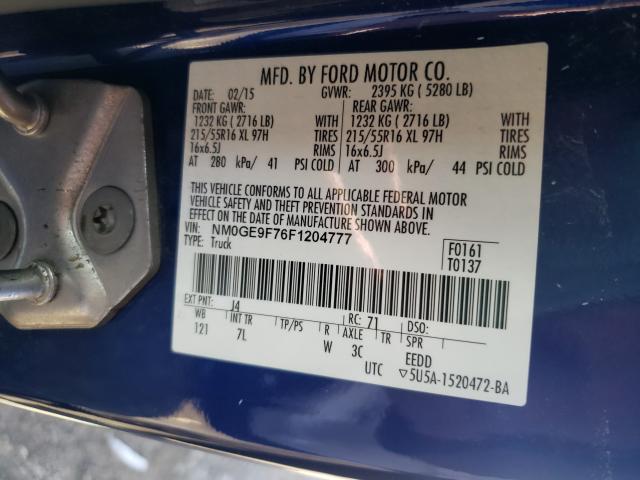 MFD. BY FORD MOTOR CO.
DATE: 02/15 GVWR: 2395 KG ( 5280 LB)
FRONT GAWR: REAR GAWR:
1232 KG ( 2716 LB) 1232 KG ( 2716 LB)
215/55R16 XL 97H TIRES 215/55R16 XL 97H TIRES
16x6.5J RIMS 16x6.5J RIMS
AT 280 kPa/ 41 PSI COLD AT 300 kPa/ 44 PSI COLD
THIS VEHICLE CONFORMS TO ALL APPLICABLE FEDERAL MOTOR
VEHICLE SAFETY AND THEFT PREVENTION STANDARDS IN
EFFECT ON THE DATE OF MANUFACTURE SHOWN ABOVE.
VIN: NM0GE9F76F1204777 F0161
TYPE: Truck T0137
EXT PNT: J4 RC: 71 DSO:
WB INT TR TP/PS R AXLE TR SPR
121 7L W 3C EEDD
UTC ▽5U5A-1520472-BA